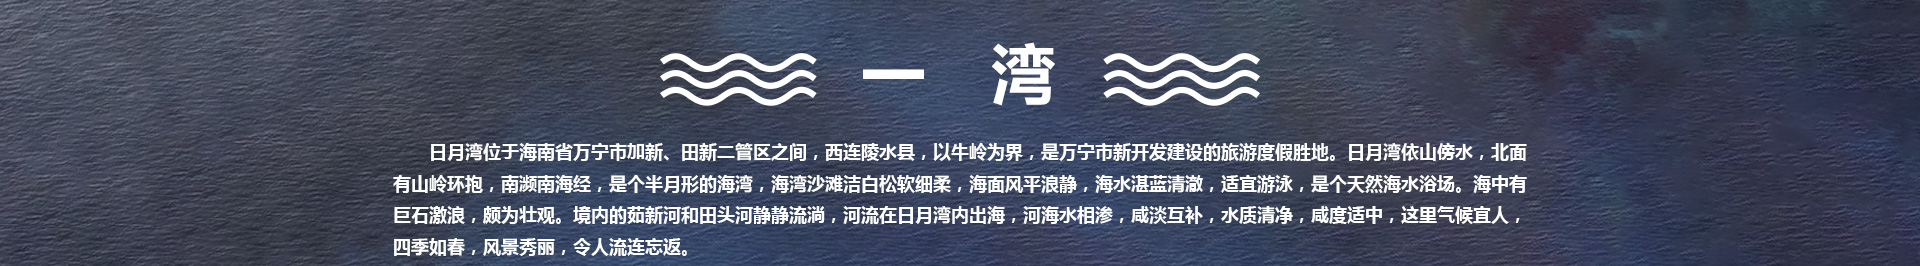 一 湾
日月湾位于海南省万宁市加新、田新二管区之间，西连陵水县，以牛岭为界，是万宁市新开发建设的旅游度假胜地。日月湾依山傍水，北面
有山岭环抱，南濒南海经，是个半月形的海湾，海湾沙滩洁白松软细柔，海面风平浪静，海水湛蓝清澈，适宜游泳，是个天然海水浴场。海中有
巨石激浪，颇为壮观。境内的茹新河和田头河静静流淌，河流在日月湾内出海，河海水相渗，咸淡互补，水质清净，咸度适中，这里气候宜人，
四季如春，风景秀丽，令人流连忘返。